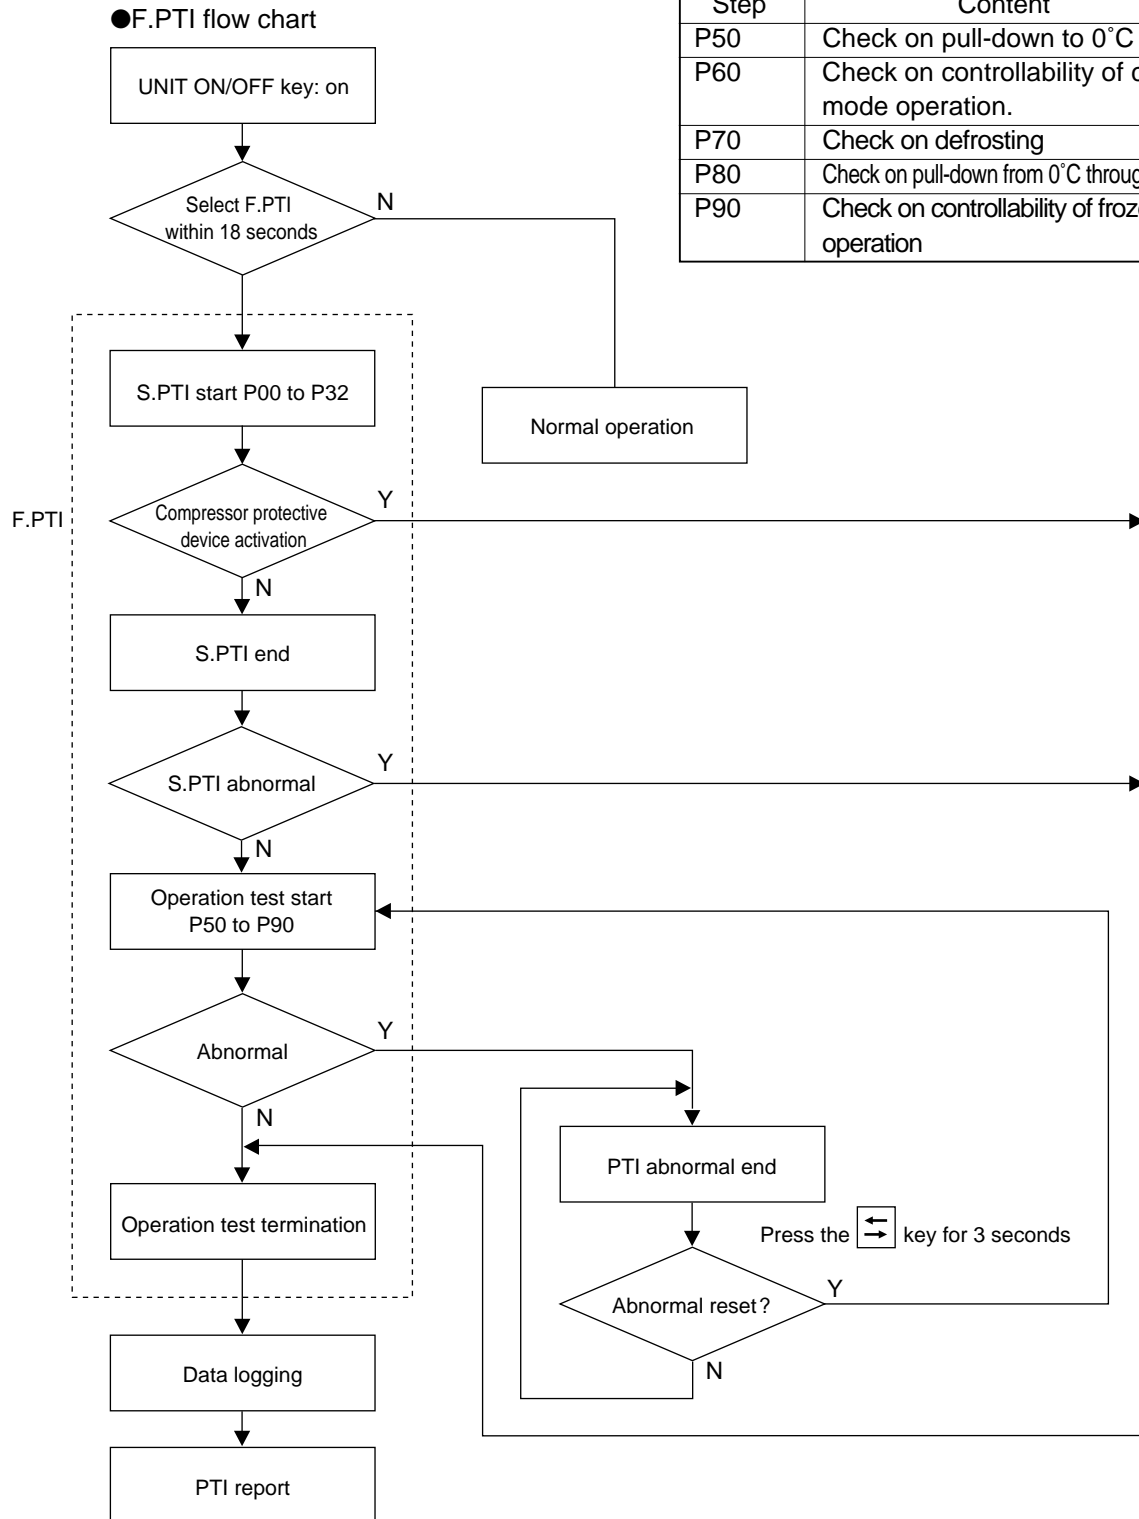 ●F.PTI flow chart
Step Content
P50 Check on pull-down to 0˚C
P60 Check on controllability of
mode operation.
P70 Check on defrosting
P80 Check on pull-down from 0˚C
P90 Check on controllability of
operation
UNIT ON/OFF key: on
Select F.PTI
within 18 seconds
N
S.PTI start P00 to P32
Normal operation
F.PTI
Compressor protective
device activation
Y
N
S.PTI end
S.PTI abnormal
Y
N
Operation test start
P50 to P90
Abnormal
Y
N
PTI abnormal end
Operation test termination
Press the key for 3 seconds
Abnormal reset?
Y
N
Data logging
PTI report